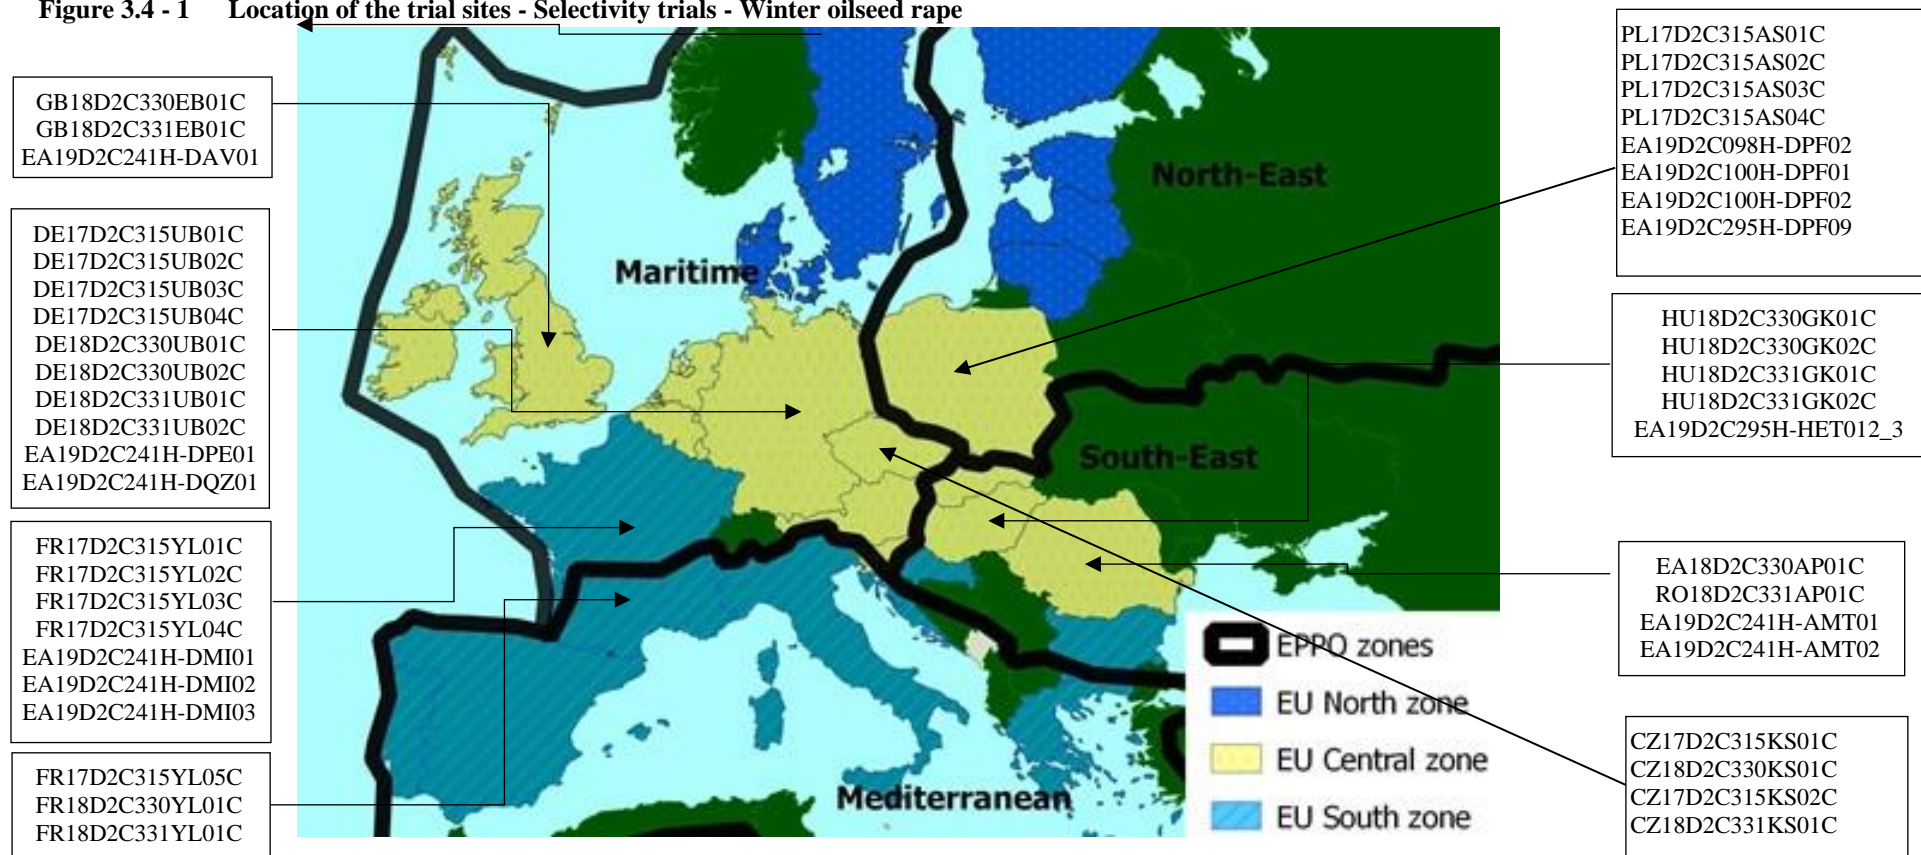 Figure 3.4 - 1 Location of the trial sites - Selectivity trials - Winter oilseed rape
GB18D2C330EB01C
GB18D2C331EB01C
EA19D2C241H-DAV01
DE17D2C315UB01C
DE17D2C315UB02C
DE17D2C315UB03C
DE17D2C315UB04C
DE18D2C330UB01C
DE18D2C330UB02C
DE18D2C331UB01C
DE18D2C331UB02C
EA19D2C241H-DPE01
EA19D2C241H-DQZ01
FR17D2C315YL01C
FR17D2C315YL02C
FR17D2C315YL03C
FR17D2C315YL04C
EA19D2C241H-DMI01
EA19D2C241H-DMI02
EA19D2C241H-DMI03
FR17D2C315YL05C
FR18D2C330YL01C
FR18D2C331YL01C
North-East
Maritime
South-East
Mediterranean
EPPO zones
EU North zone
EU Central zone
EU South zone
PL17D2C315AS01C
PL17D2C315AS02C
PL17D2C315AS03C
PL17D2C315AS04C
EA19D2C098H-DPF02
EA19D2C100H-DPF01
EA19D2C100H-DPF02
EA19D2C295H-DPF09
HU18D2C330GK01C
HU18D2C330GK02C
HU18D2C331GK01C
HU18D2C331GK02C
EA19D2C295H-HET012_3
EA18D2C330AP01C
RO18D2C331AP01C
EA19D2C241H-AMT01
EA19D2C241H-AMT02
CZ17D2C315KS01C
CZ18D2C330KS01C
CZ17D2C315KS02C
CZ18D2C331KS01C